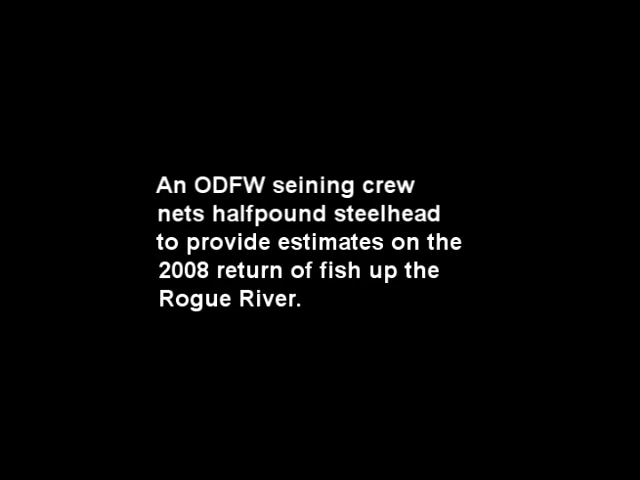 An ODFW seining crew
nets halfpound steelhead
to provide estimates on the
2008 return of fish up the
Rogue River.